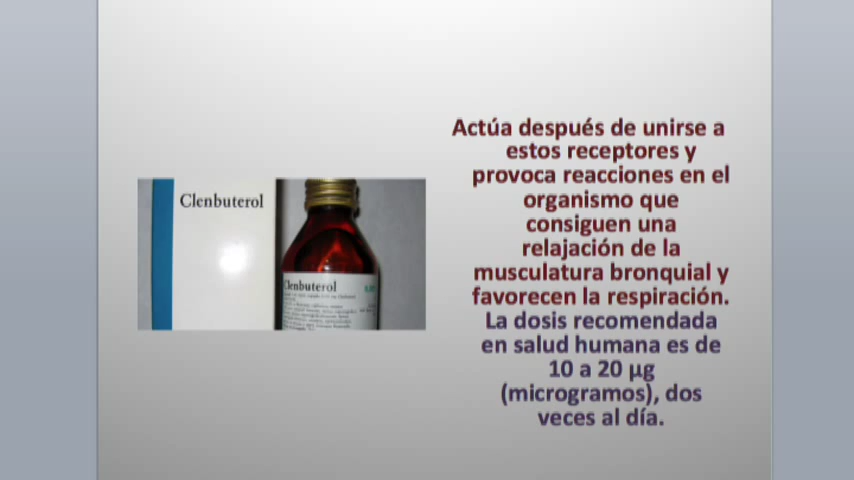 Clenbuterol
Clenbuterol
Actúa después de unirse a
estos receptores y
provoca reacciones en el
organismo que
consiguen una
relajación de la
musculatura bronquial y
favorecen la respiración.
La dosis recomendada
en salud humana es de
10 a 20 µg
(microgramos), dos
veces al día.